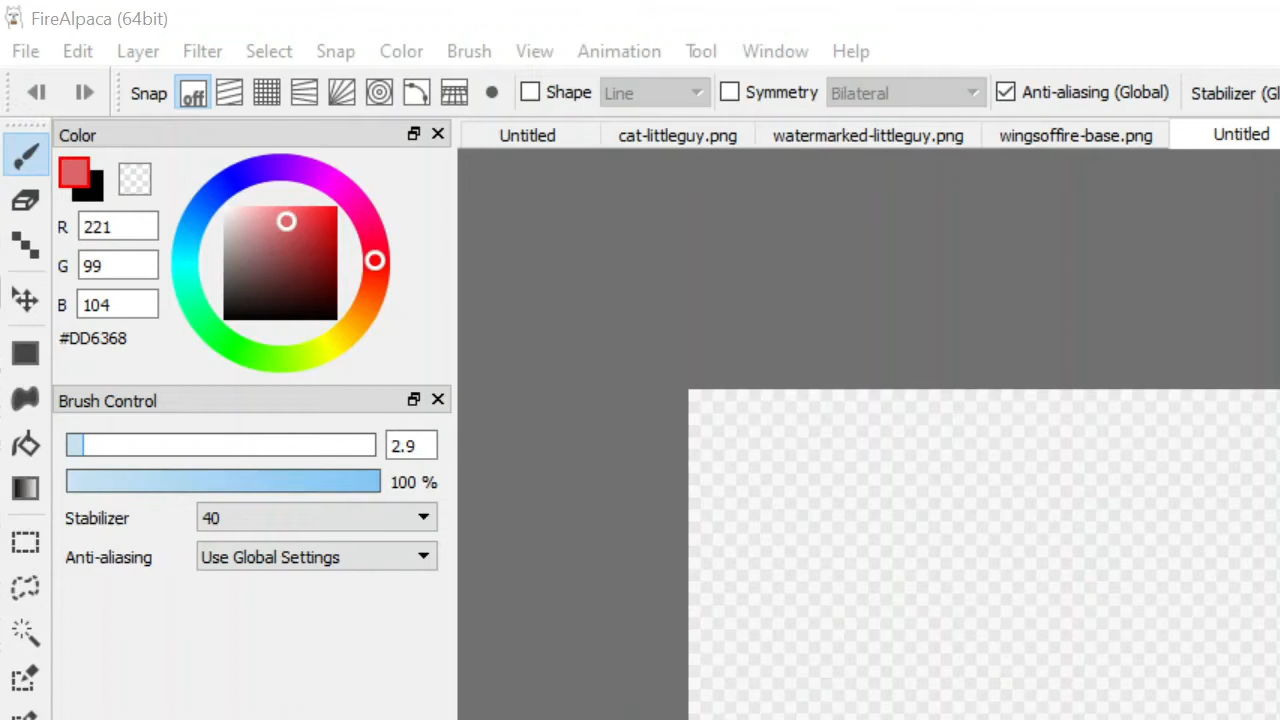 FireAlpaca (64bit)
File Edit Layer Filter Select Snap Color Brush View Animation Tool Window Help
Snap off Shape Line Symmetry Bilateral Anti-aliasing (Global) Stabilizer (Gl
Color
Untitled cat-littleguy.png watermarked-littleguy.png wingsoffire-base.png Untitled
R 221
G 99
B 104
#DD6368
Brush Control
2.9
100 %
Stabilizer 40
Anti-aliasing Use Global Settings